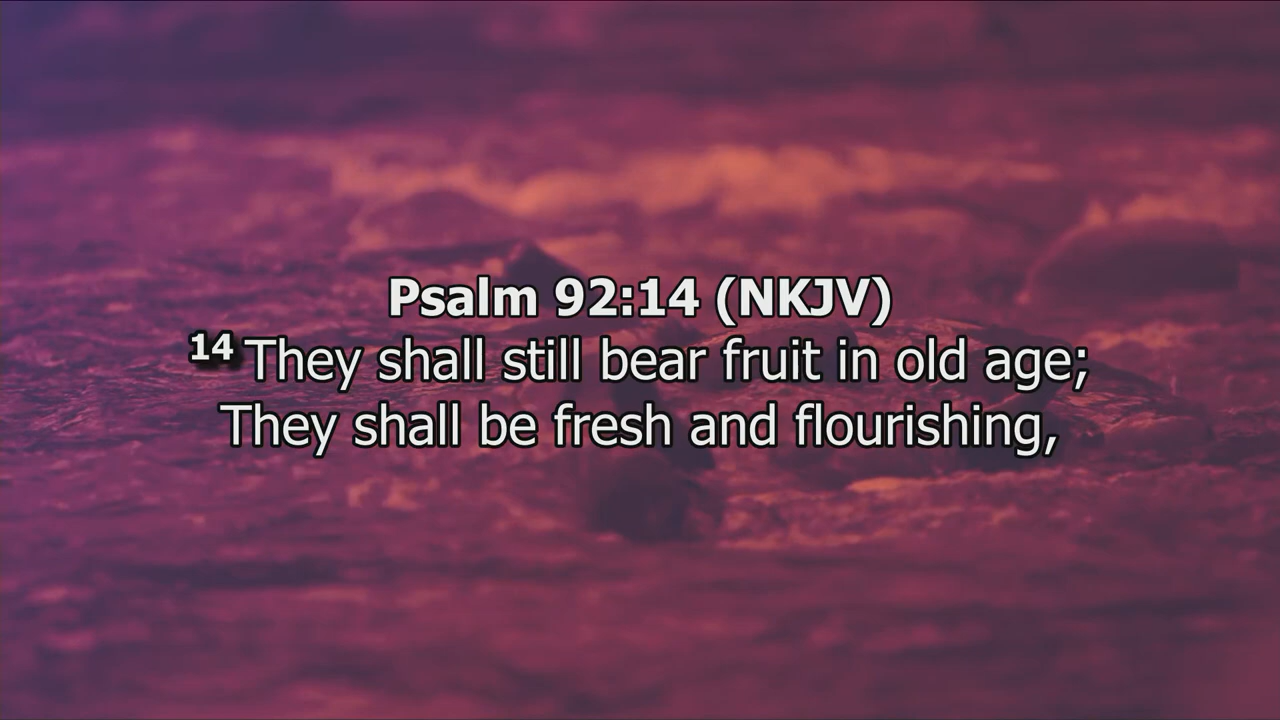 Psalm 92:14 (NKJV)
14 They shall still bear fruit in old age;
They shall be fresh and flourishing,